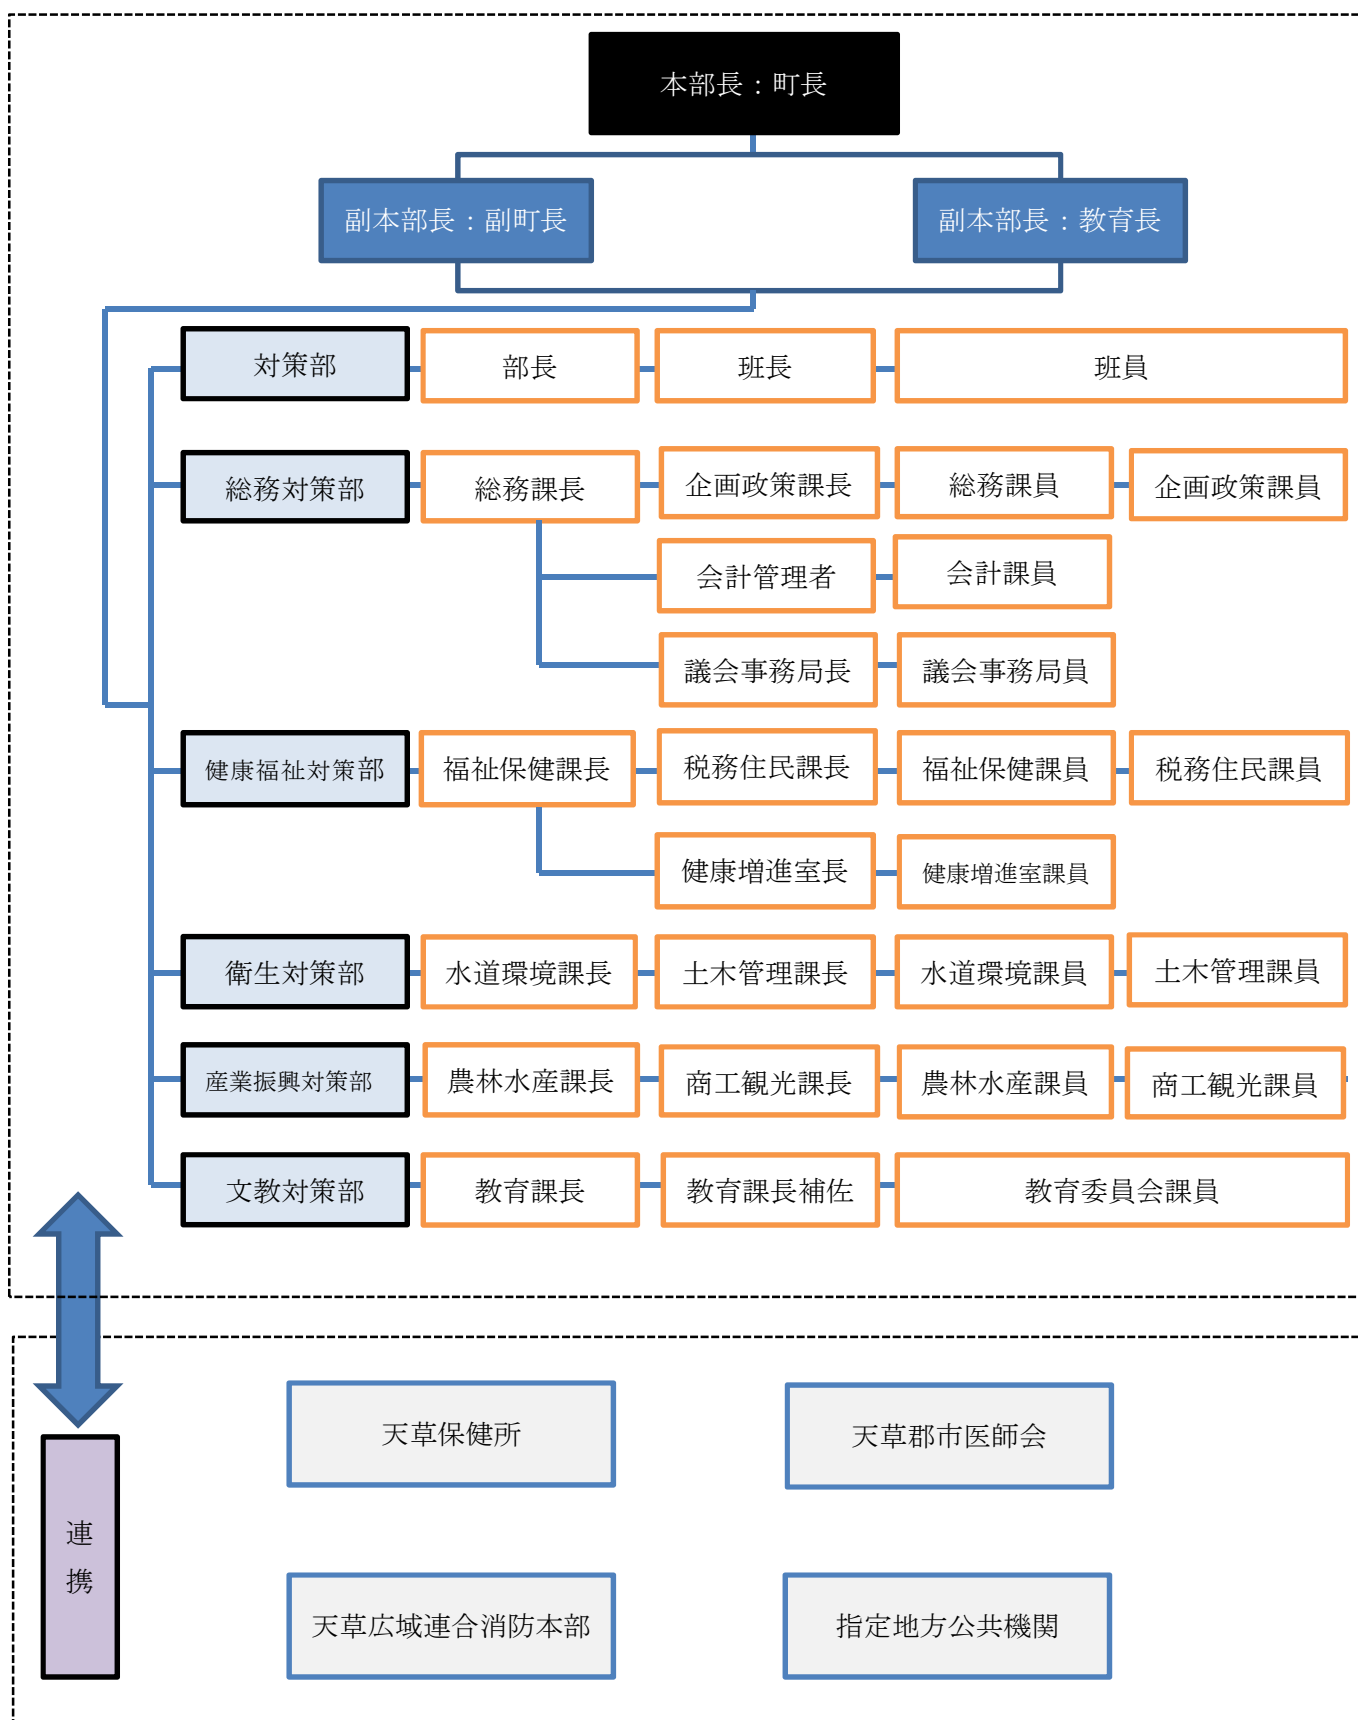 本部長：町長
副本部長：副町長
副本部長：教育長
対策部
部長
班長
班員
総務対策部
総務課長
企画政策課長
総務課員
企画政策課員
会計管理者
会計課員
議会事務局長
議会事務局員
健康福祉対策部
福祉保健課長
税務住民課長
福祉保健課員
税務住民課員
健康増進室長
健康増進室課員
衛生対策部
水道環境課長
土木管理課長
水道環境課員
土木管理課員
産業振興対策部
農林水産課長
商工観光課長
農林水産課員
商工観光課員
文教対策部
教育課長
教育課長補佐
教育委員会課員
連携
天草保健所
天草郡市医師会
天草広域連合消防本部
指定地方公共機関